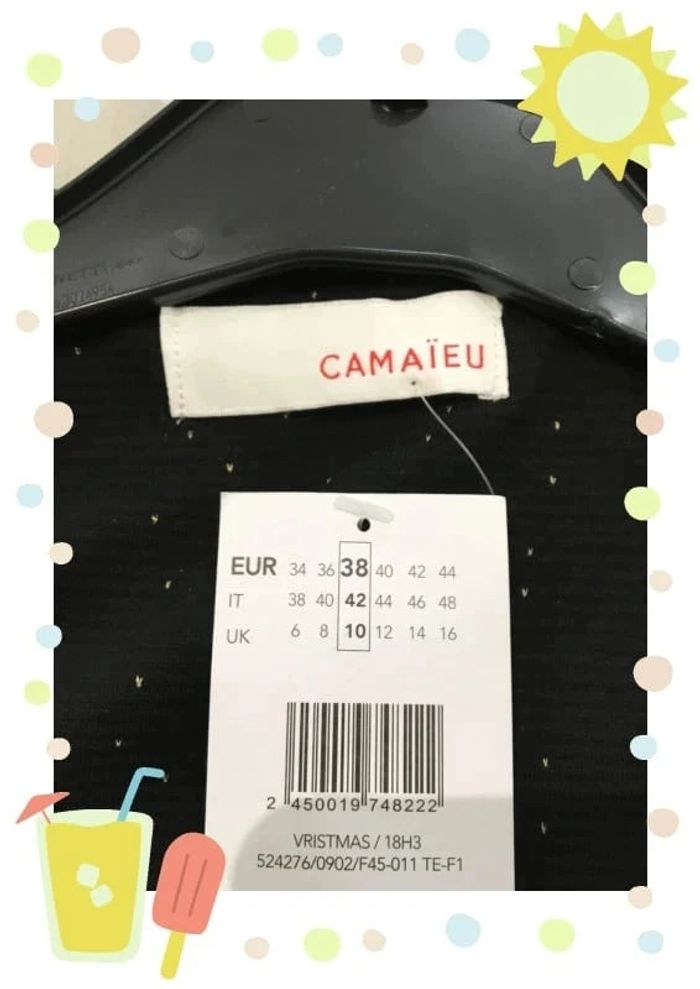 CAMAÏEU
EUR 34 36 38 40 42 44
IT 38 40 42 44 46 48
UK 6 8 10 12 14 16
2 450019 748222
VRISTMAS / 18H3
524276/0902/F45-011 TE-F1